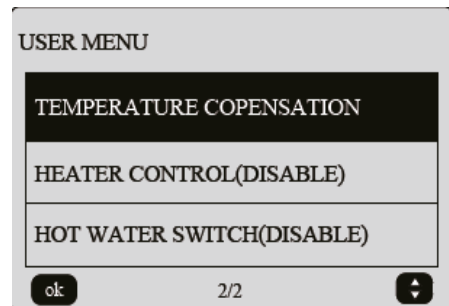 USER MENU
TEMPERATURE COPENSATION
HEATER CONTROL(DISABLE)
HOT WATER SWITCH(DISABLE)
ok 2/2